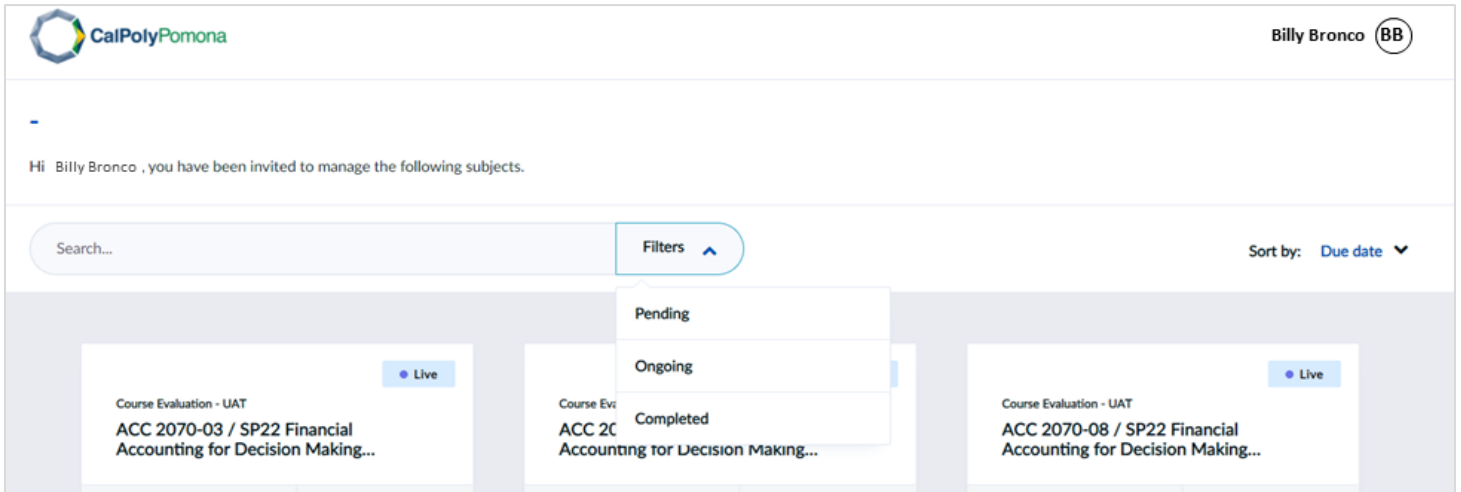 CalPolyPomona
Billy Bronco BB
-
Hi Billy Bronco , you have been invited to manage the following subjects.
Search...
Filters
Sort by: Due date
Pending
Ongoing
Completed
Live
Course Evaluation - UAT
ACC 2070-03 / SP22 Financial
Accounting for Decision Making...
Course
ACC
Accounting for Decision Making...
Live
Course Evaluation - UAT
ACC 2070-08 / SP22 Financial
Accounting for Decision Making...